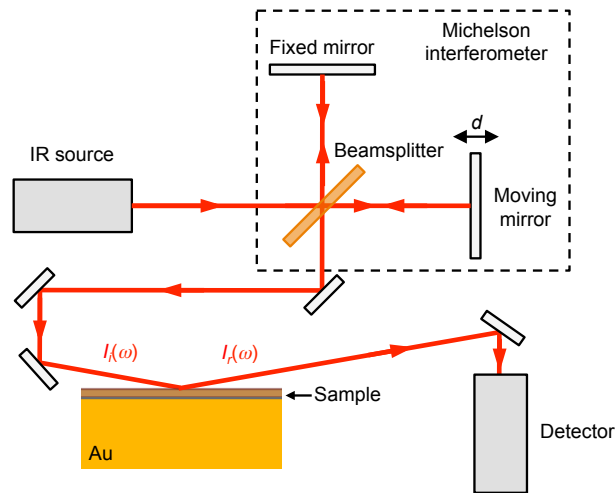 Michelson
interferometer
Fixed mirror
d
Beamsplitter
IR source
Moving
mirror
Iᵢ(ω)
Iᵣ(ω)
Sample
Au
Detector